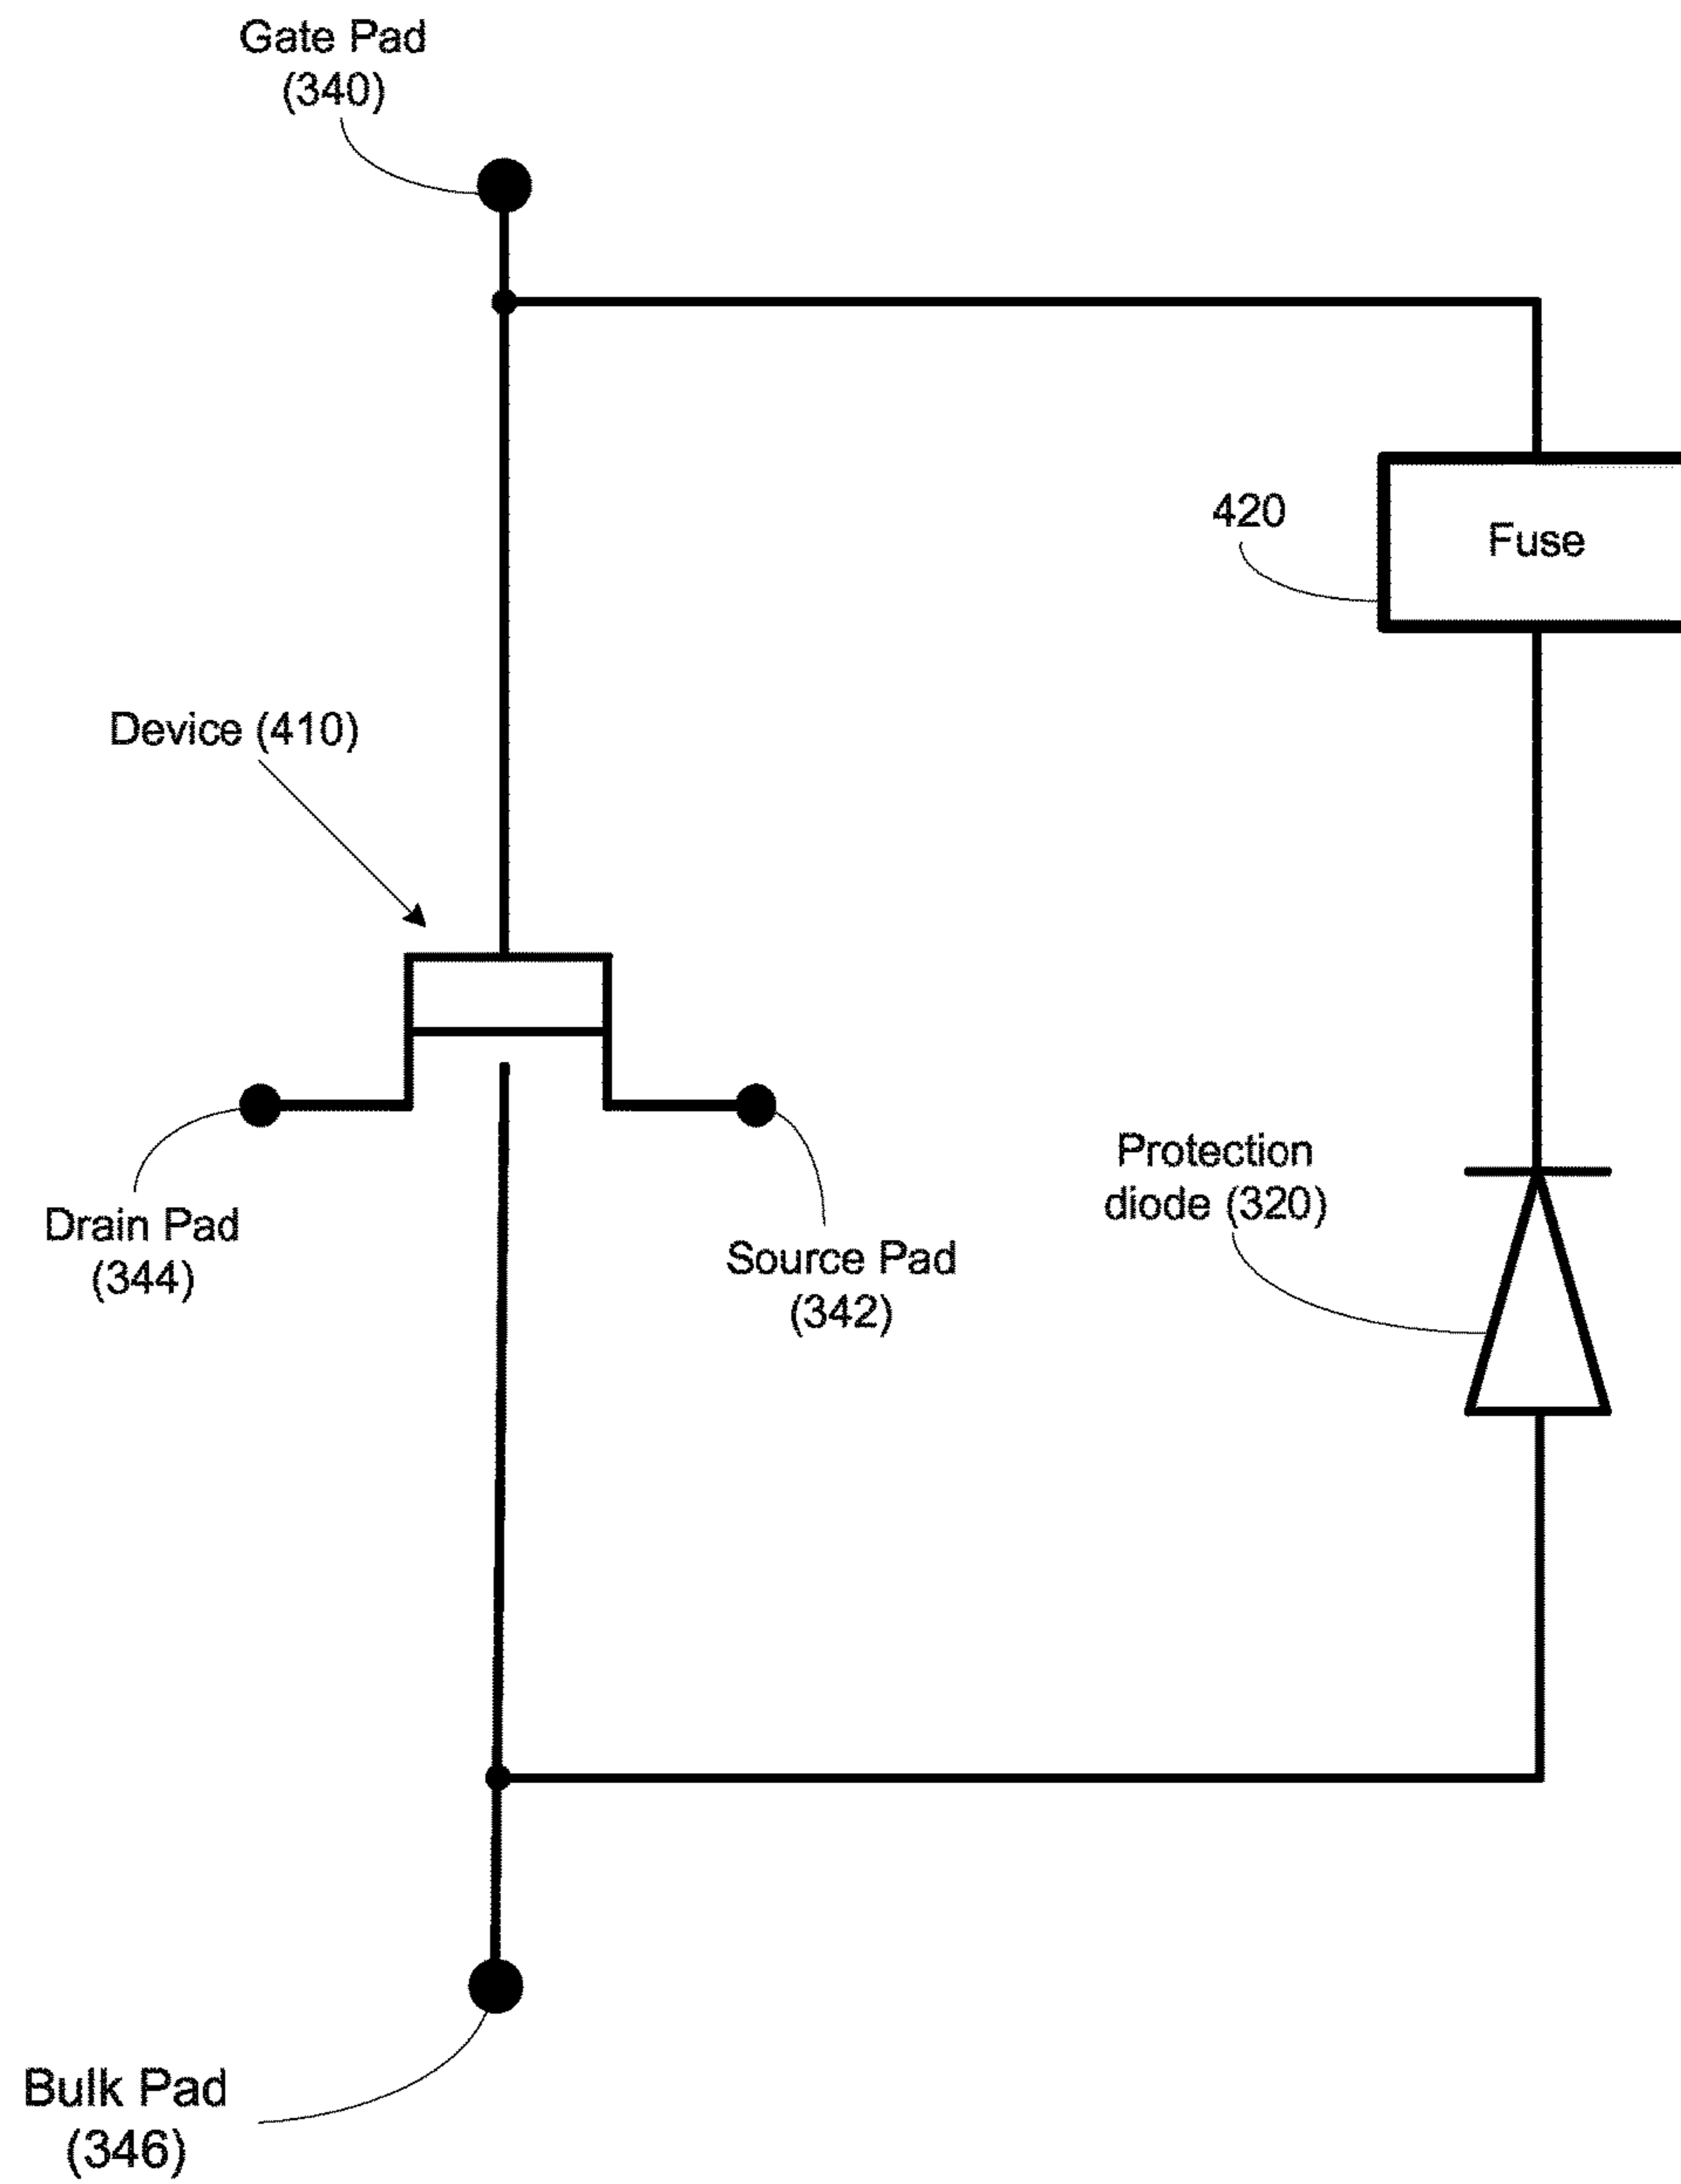 Gate Pad
(340)
420
Fuse
Device (410)
Protection
diode (320)
Drain Pad
(344)
Source Pad
(342)
Bulk Pad
(346)